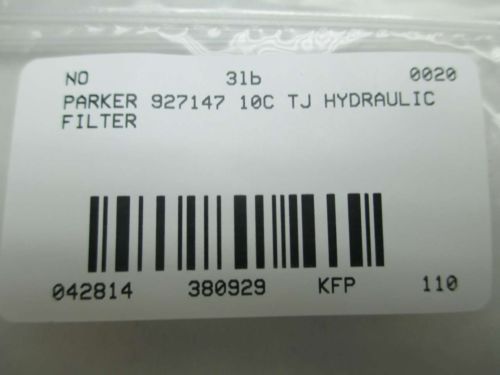 NO 31b 0020
PARKER 927147 10C TJ HYDRAULIC
FILTER
042814 380929 KFP 110